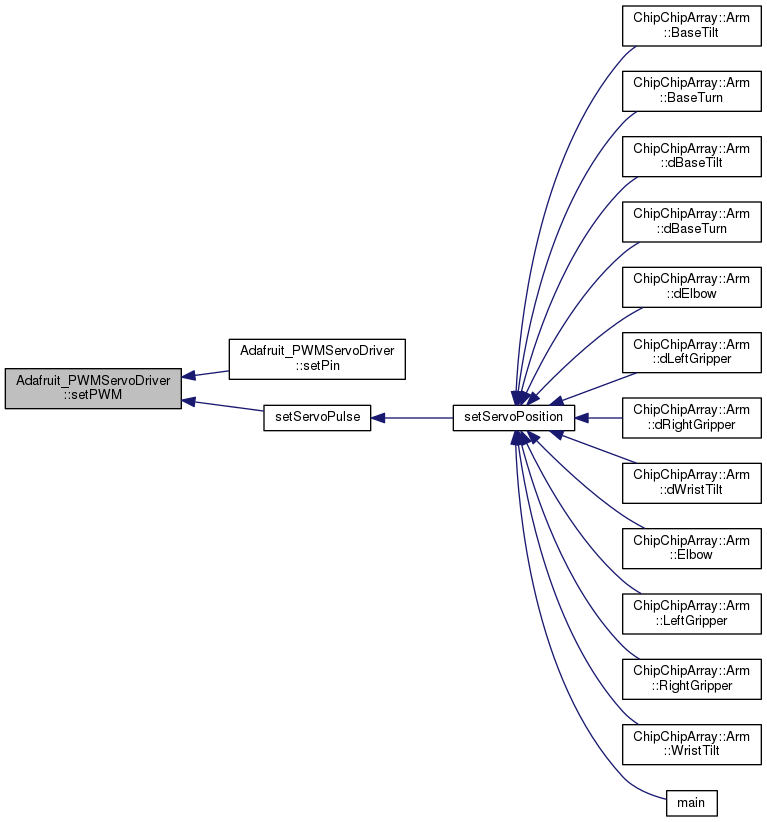 Adafruit_PWMServoDriver
::setPWM
Adafruit_PWMServoDriver
::setPin
setServoPulse
setServoPosition
ChipChipArray::Arm
::BaseTilt
ChipChipArray::Arm
::BaseTurn
ChipChipArray::Arm
::dBaseTilt
ChipChipArray::Arm
::dBaseTurn
ChipChipArray::Arm
::dElbow
ChipChipArray::Arm
::dLeftGripper
ChipChipArray::Arm
::dRightGripper
ChipChipArray::Arm
::dWristTilt
ChipChipArray::Arm
::Elbow
ChipChipArray::Arm
::LeftGripper
ChipChipArray::Arm
::RightGripper
ChipChipArray::Arm
::WristTilt
main